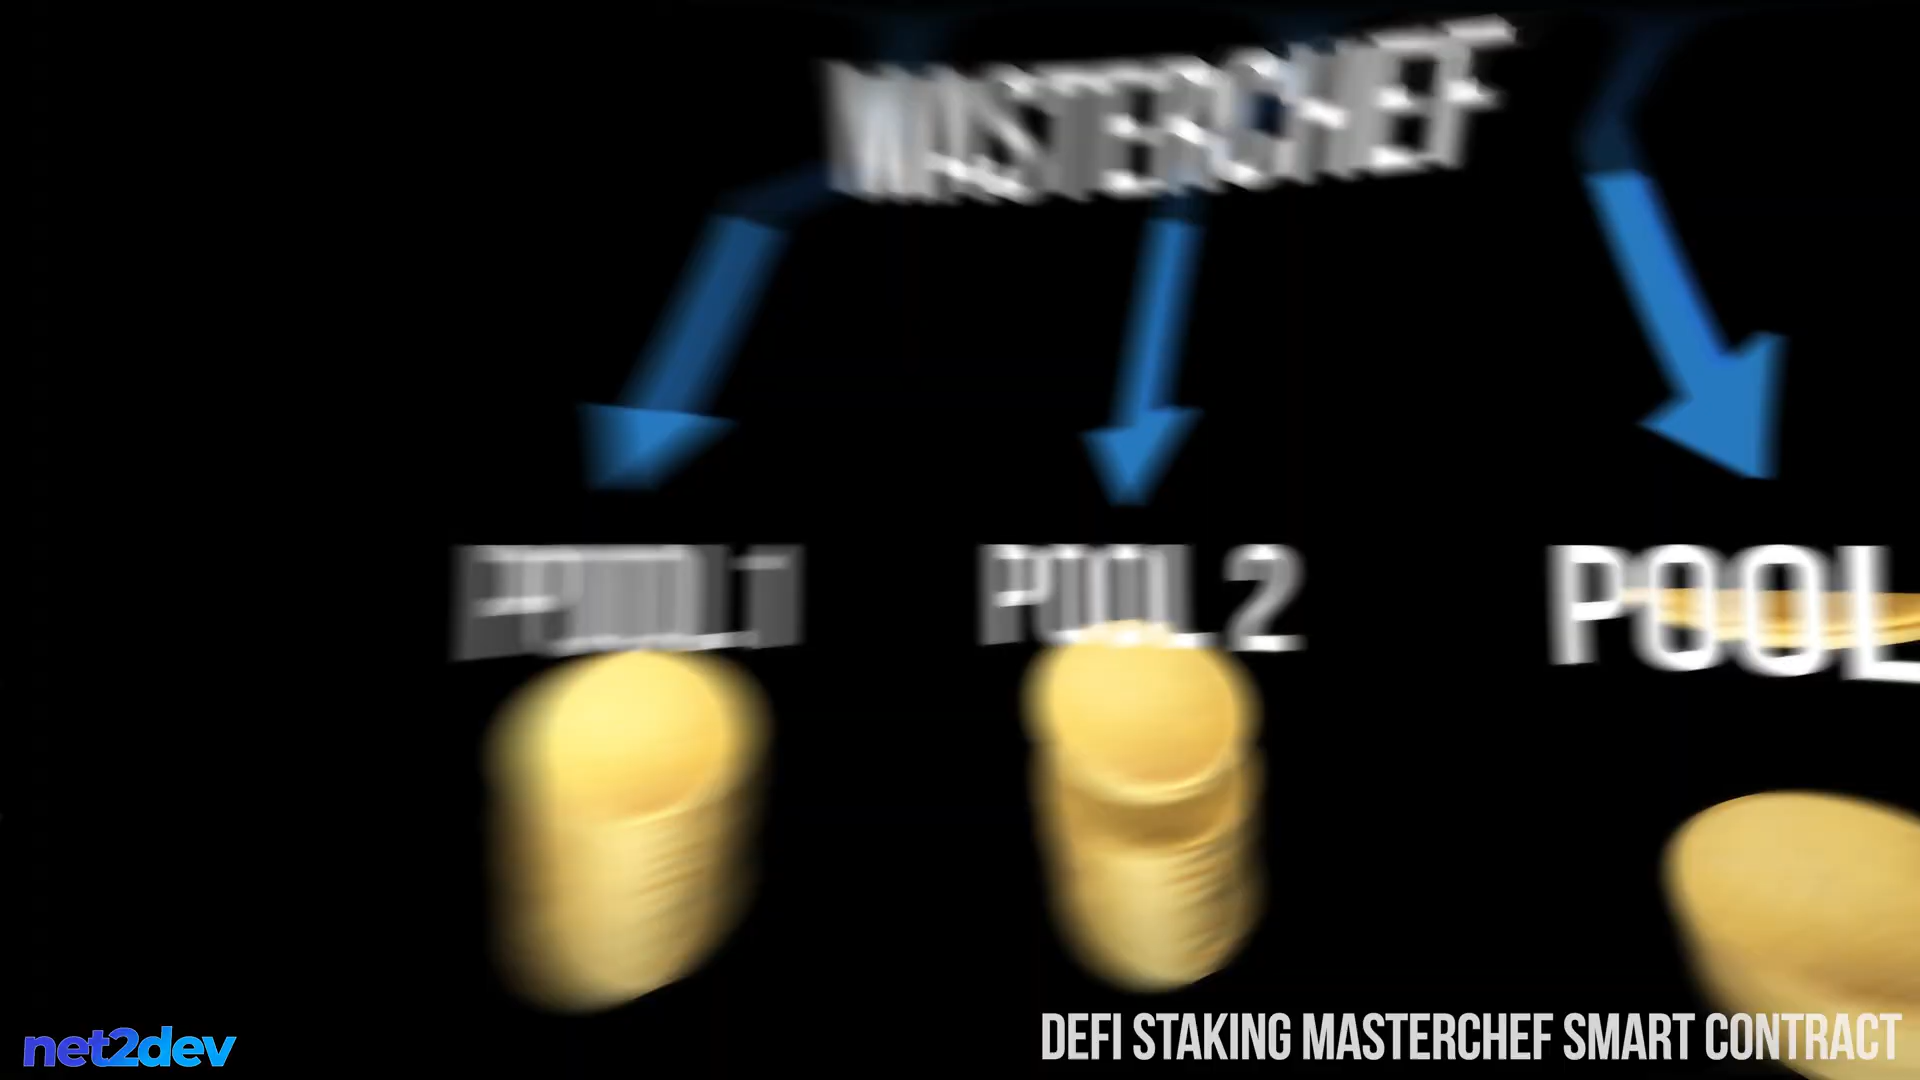 MASTERCHEF
POOL 1
POOL 2
POOL
net2dev
DEFI STAKING MASTERCHEF SMART CONTRACT